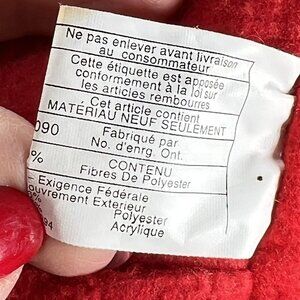 Ne pas enlever avant livraison
au consommateur
Cette étiquette est apposée
conformément à la loi sur
les articles rembourrés
Cet article contient
MATÉRIAU NEUF SEULEMENT
090 Fabriqué par
No. d'enrg. Ont.
% CONTENU
Fibres De Polyester
– Exigence Fédérale
ouvrement Exterieur
% Polyester
Acrylique
94